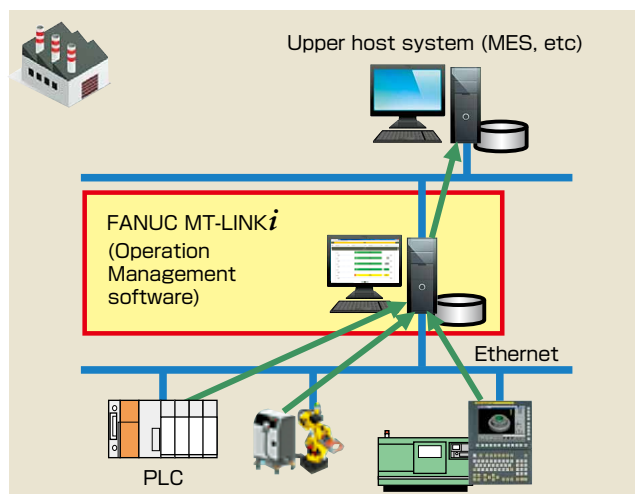 Upper host system (MES, etc)
FANUC MT-LINKi
(Operation
Management
software)
Ethernet
PLC